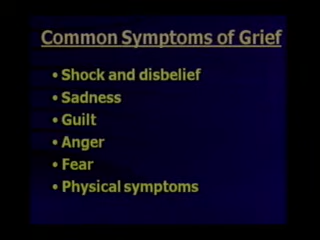 Common Symptoms of Grief
• Shock and disbelief
• Sadness
• Guilt
• Anger
• Fear
• Physical symptoms